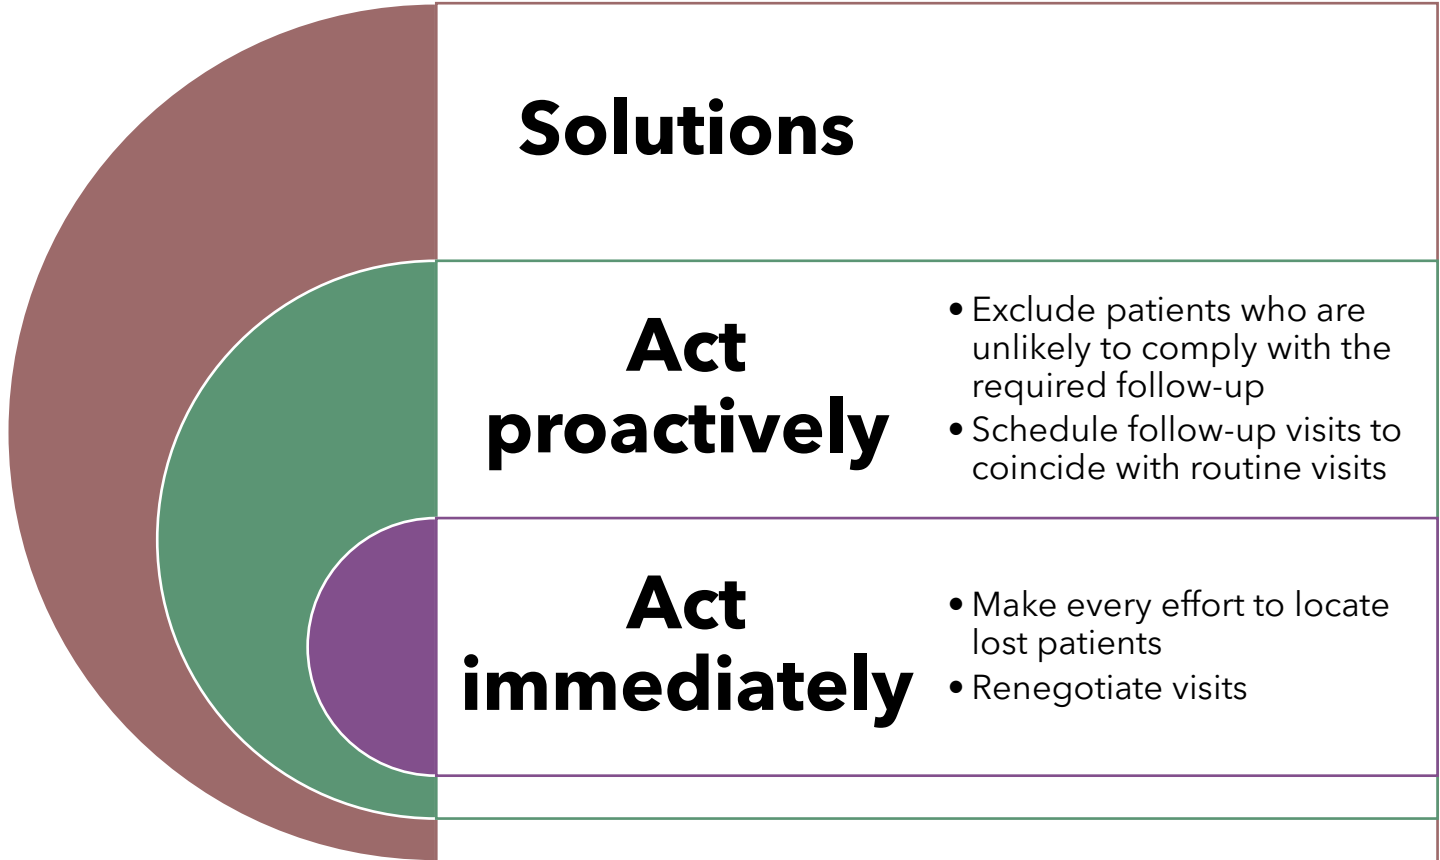 Solutions
Act
proactively
• Exclude patients who are
unlikely to comply with the
required follow-up
• Schedule follow-up visits to
coincide with routine visits
Act
immediately
• Make every effort to locate
lost patients
• Renegotiate visits